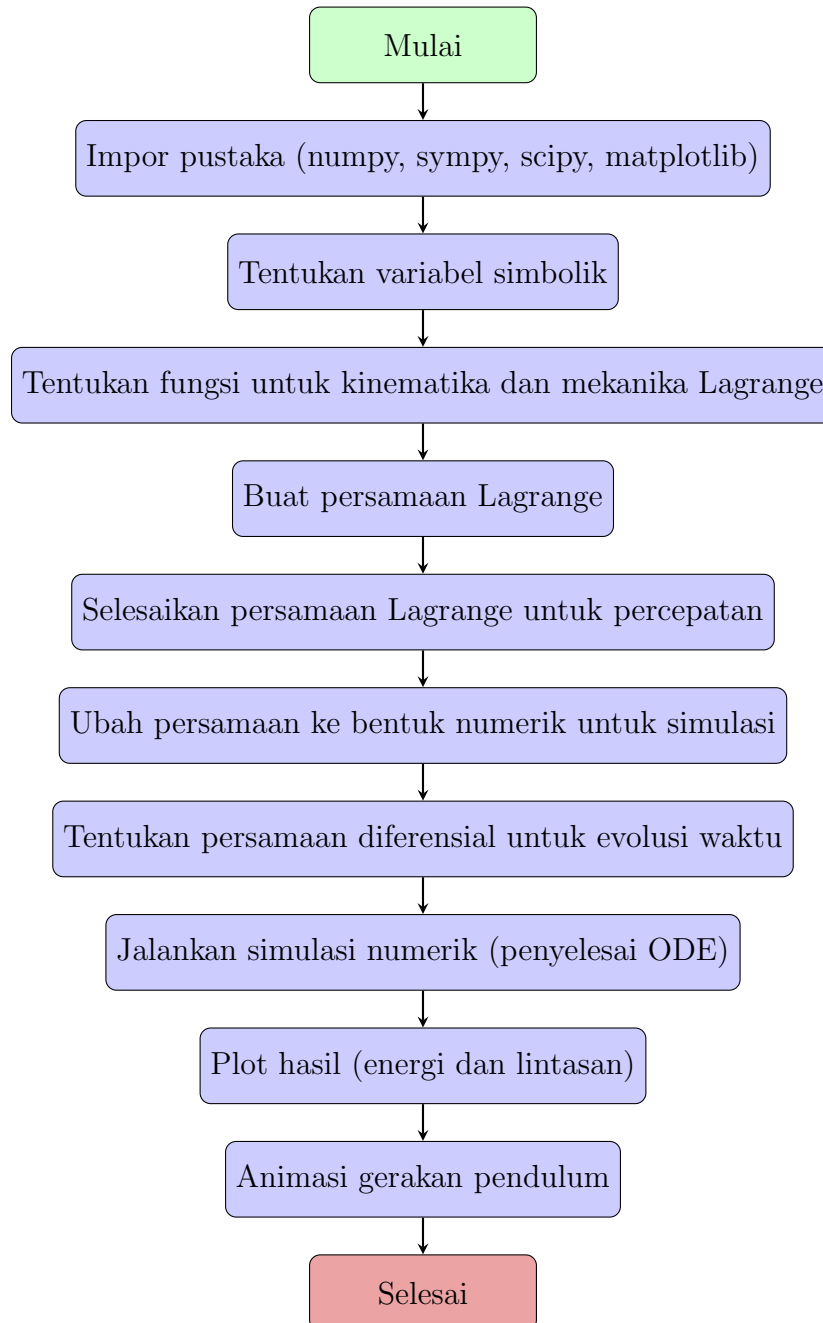 Mulai
Impor pustaka (numpy, sympy, scipy, matplotlib)
Tentukan variabel simbolik
Tentukan fungsi untuk kinematika dan mekanika Lagrange
Buat persamaan Lagrange
Selesaikan persamaan Lagrange untuk percepatan
Ubah persamaan ke bentuk numerik untuk simulasi
Tentukan persamaan diferensial untuk evolusi waktu
Jalankan simulasi numerik (penyelesai ODE)
Plot hasil (energi dan lintasan)
Animasi gerakan pendulum
Selesai